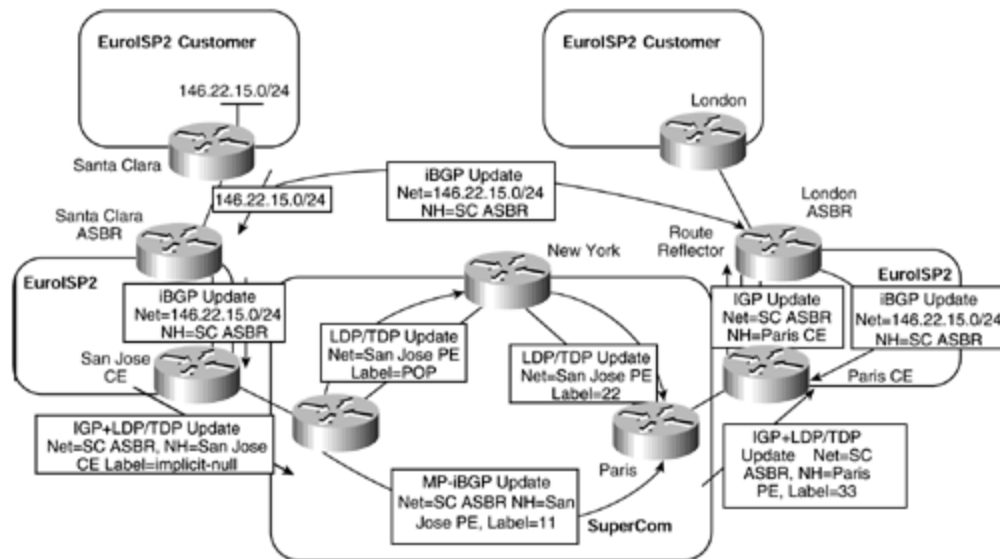 EuroISP2 Customer
146.22.15.0/24
Santa Clara
EuroISP2 Customer
London
iBGP Update
Net=146.22.15.0/24
NH=SC ASBR
146.22.15.0/24
Santa Clara
ASBR
London
ASBR
Route
Reflector
New York
EuroISP2
EuroISP2
iBGP Update
Net=146.22.15.0/24
NH=SC ASBR
IGP Update
Net=SC ASBR
NH=Paris CE
iBGP Update
Net=146.22.15.0/24
NH=SC ASBR
LDP/TDP Update
Net=San Jose PE
Label=POP
LDP/TDP Update
Net=San Jose PE
Label=22
San Jose
CE
Paris CE
IGP+LDP/TDP Update
Net=SC ASBR, NH=San Jose
CE Label=implicit-null
Paris
IGP+LDP/TDP
Update Net=SC
ASBR, NH=Paris
PE, Label=33
MP-iBGP Update
Net=SC ASBR NH=San
Jose PE, Label=11
SuperCom